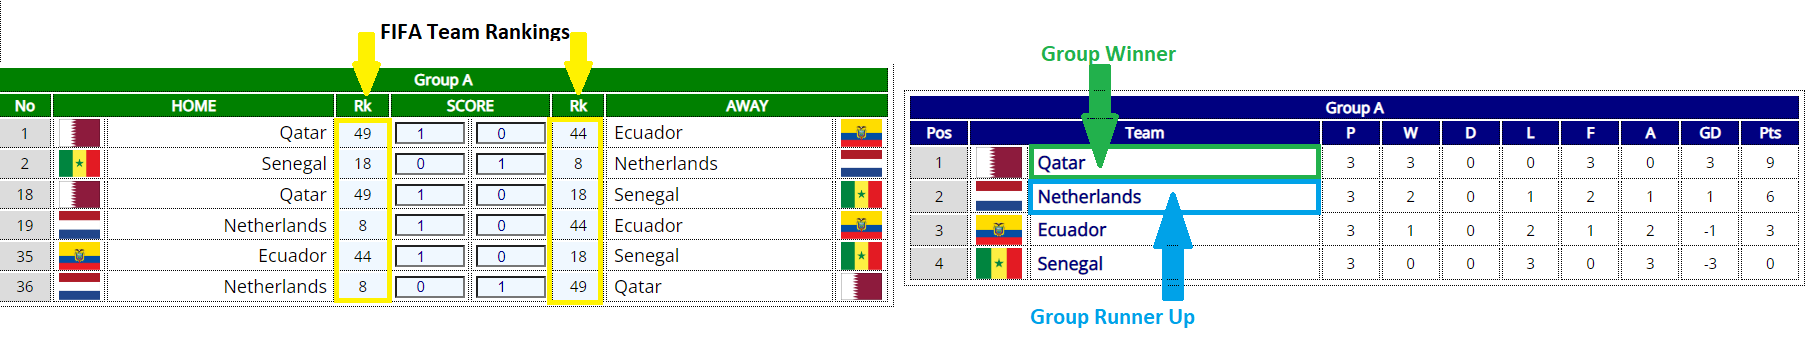 FIFA Team Rankings
Group A
No HOME Rk SCORE Rk AWAY
1 Qatar 49 1 0 44 Ecuador
2 Senegal 18 0 1 8 Netherlands
18 Qatar 49 1 0 18 Senegal
19 Netherlands 8 1 0 44 Ecuador
35 Ecuador 44 1 0 18 Senegal
36 Netherlands 8 0 1 49 Qatar
Group Winner
Group A
Pos Team P W D L F A GD Pts
1 Qatar 3 3 0 0 3 0 3 9
2 Netherlands 3 2 0 1 2 1 1 6
3 Ecuador 3 1 0 2 1 2 -1 3
4 Senegal 3 0 0 3 0 3 -3 0
Group Runner Up